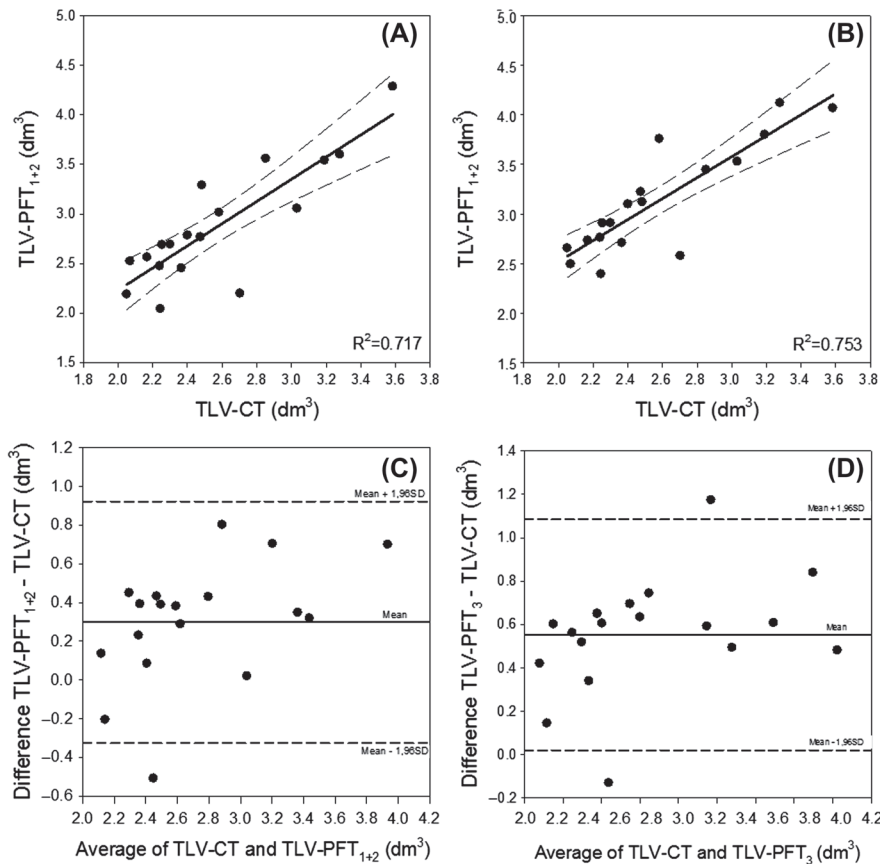 (A)
5.0
4.5
4.0
3.5
3.0
2.5
2.0
1.5
TLV-PFT1+2 (dm³)
R²=0.717
1.8 2.0 2.2 2.4 2.6 2.8 3.0 3.2 3.4 3.6 3.8
TLV-CT (dm³)
(B)
5.0
4.5
4.0
3.5
3.0
2.5
2.0
1.5
TLV-PFT1+2 (dm³)
R²=0.753
1.8 2.0 2.2 2.4 2.6 2.8 3.0 3.2 3.4 3.6 3.8
TLV-CT (dm³)
(C)
1.2
1.0
0.8
0.6
0.4
0.2
0.0
–0.2
–0.4
–0.6
Difference TLV-PFT1+2 - TLV-CT (dm³)
Mean + 1,96SD
Mean
Mean - 1,96SD
2.0 2.2 2.4 2.6 2.8 3.0 3.2 3.4 3.6 3.8 4.0 4.2
Average of TLV-CT and TLV-PFT1+2 (dm³)
(D)
1.4
1.2
1.0
0.8
0.6
0.4
0.2
0.0
–0.2
Difference TLV-PFT3 - TLV-CT (dm³)
Mean +1,96SD
Mean
Mean -1,96SD
2.0 2.2 2.4 2.6 2.8 3.0 3.2 3.4 3.6 3.8 4.0 4.2
Average of TLV-CT and TLV-PFT3 (dm³)